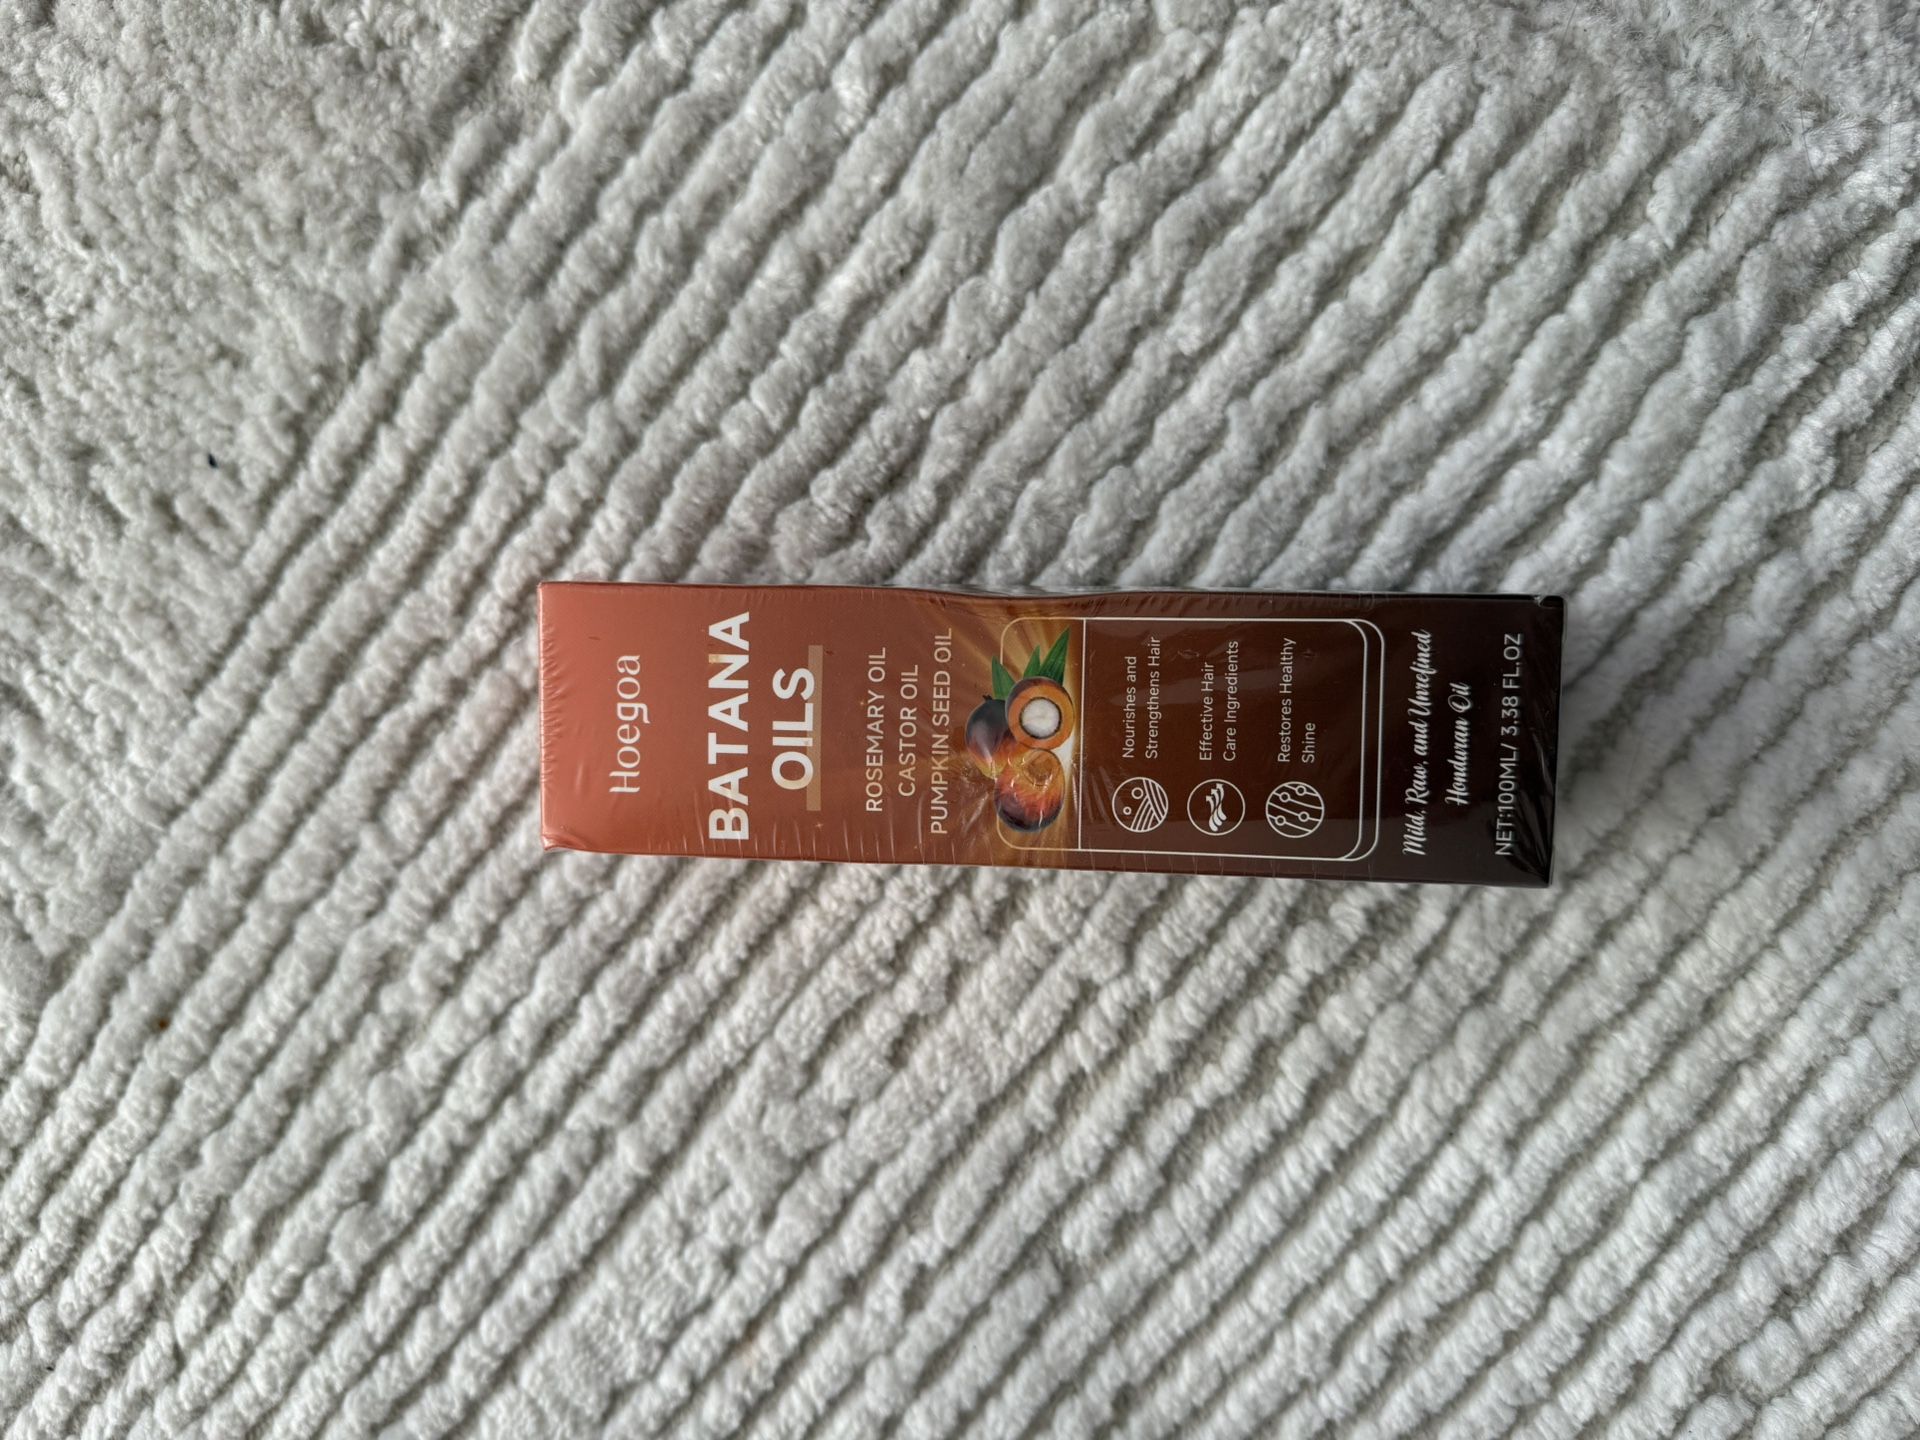 Hoegoa
BATANA
OILS
ROSEMARY OIL
CASTOR OIL
PUMPKIN SEED OIL
Nourishes and
Strengthens Hair
Effective Hair
Care Ingredients
Restores Healthy
Shine
Mild, Raw, and Unrefined
Honduran Oil
NET:100ML/ 3.38 FL.OZ